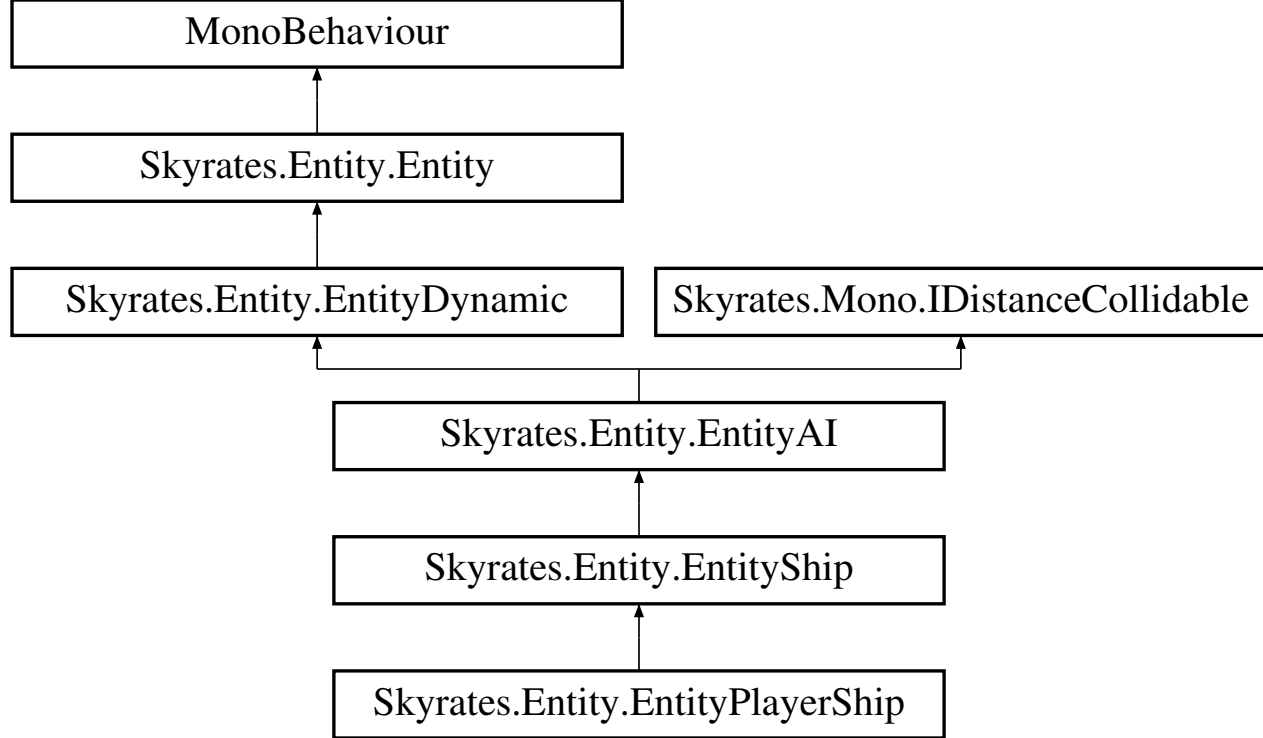 MonoBehaviour
Skyrates.Entity.Entity
Skyrates.Entity.EntityDynamic
Skyrates.Mono.IDistanceCollidable
Skyrates.Entity.EntityAI
Skyrates.Entity.EntityShip
Skyrates.Entity.EntityPlayerShip